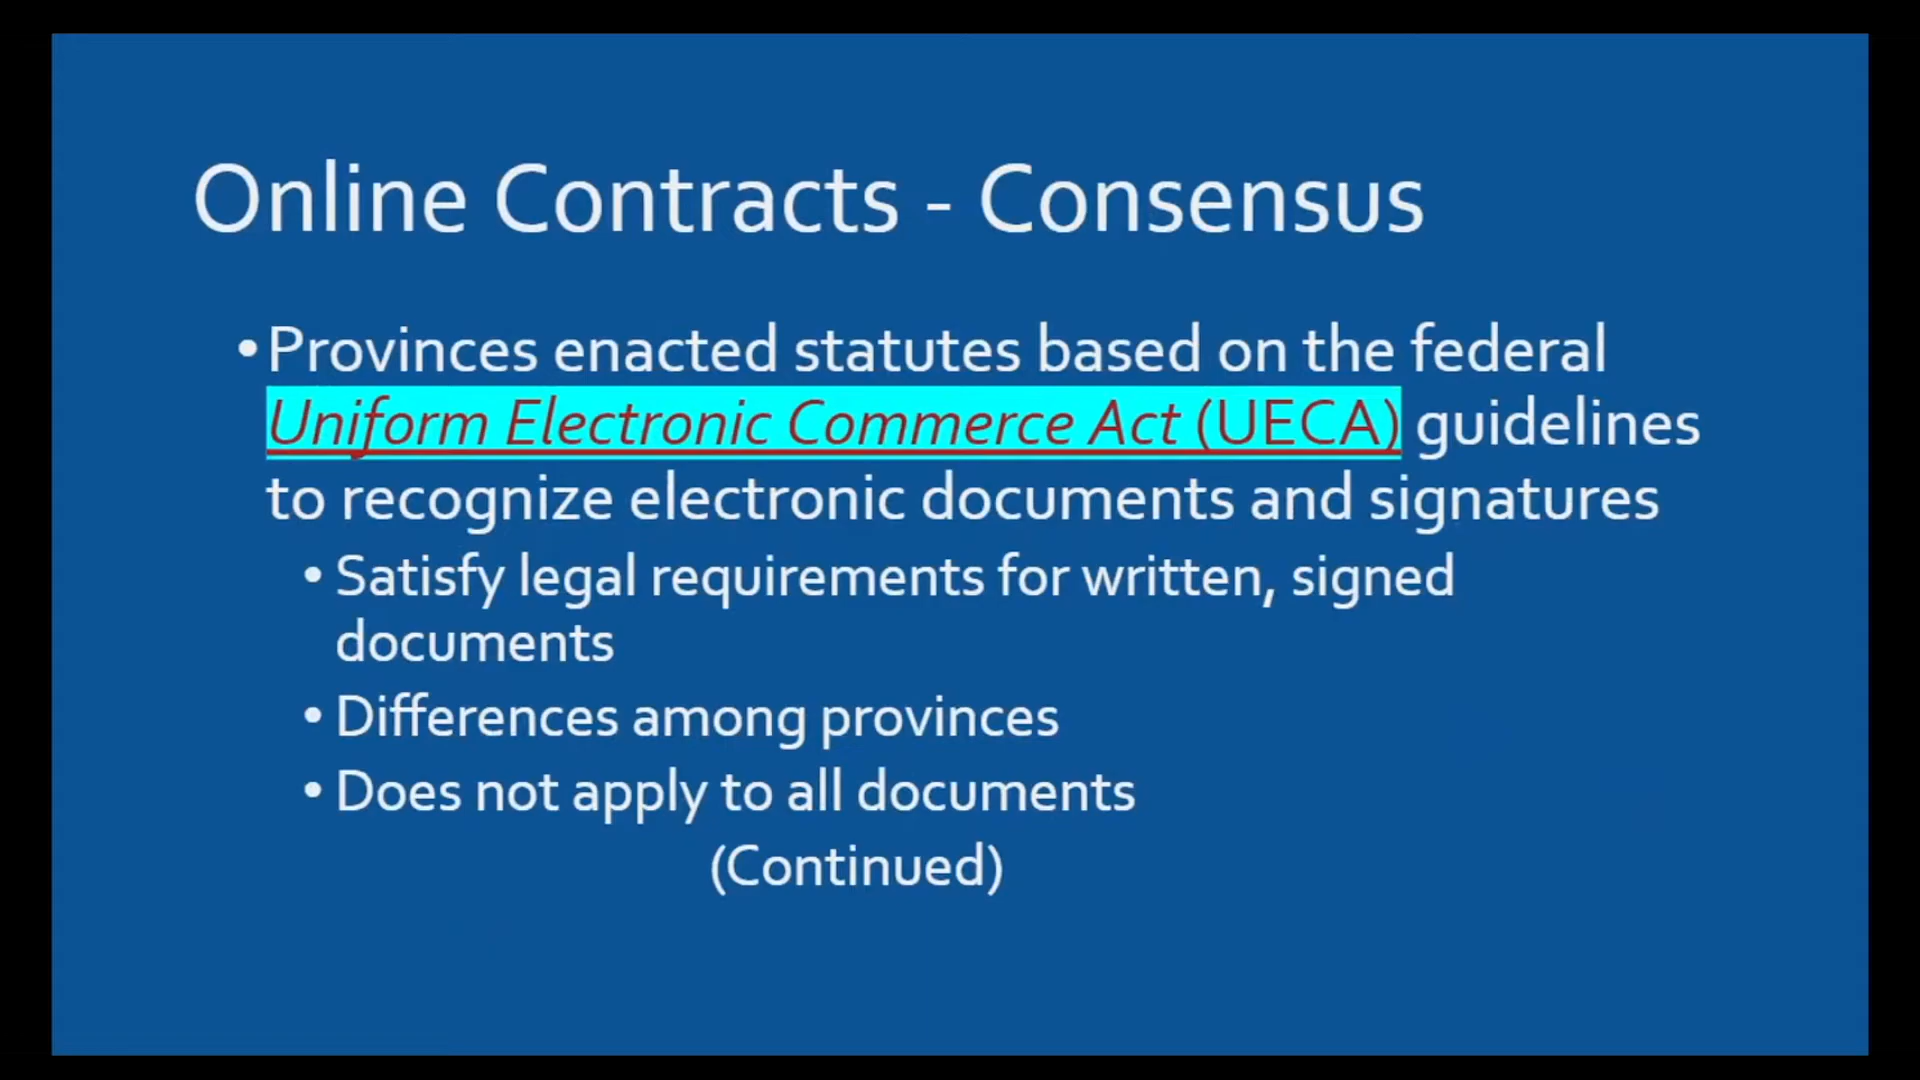 Online Contracts - Consensus
• Provinces enacted statutes based on the federal
Uniform Electronic Commerce Act (UECA) guidelines
to recognize electronic documents and signatures
• Satisfy legal requirements for written, signed
documents
• Differences among provinces
• Does not apply to all documents
(Continued)